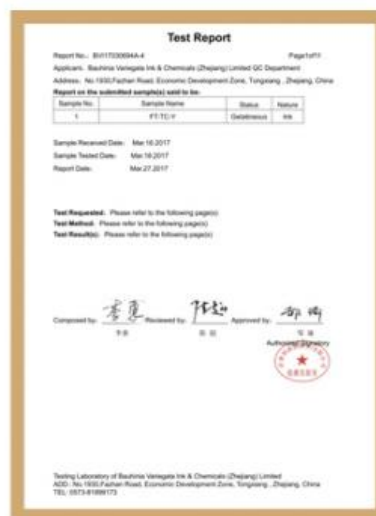 Test Report
Report No.: BVI17030694A-4 Page1of11
Applicant: Bauhinia Variegata Ink & Chemicals (Zhejiang) Limited QC Department
Address: No.1930,Fazhan Road, Economic Development Zone, Tongxiang , Zhejiang, China
Report on the submitted sample(s) said to be:
Sample No. Sample Name Status Nature
1 FT-TC-Y Gelatinous Ink
Sample Received Date: Mar.16.2017
Sample Tested Date: Mar.16.2017
Report Date: Mar.27.2017
Test Requested: Please refer to the following page(s)
Test Method: Please refer to the following page(s)
Test Result(s): Please refer to the following page(s)
Composed by: Reviewed by: Approved by:
Authorized Signatory
Testing Laboratory of Bauhinia Variegata Ink & Chemicals (Zhejiang) Limited
ADD.: No.1930,Fazhan Road, Economic Development Zone, Tongxiang , Zhejiang, China
TEL: 0573-81899173